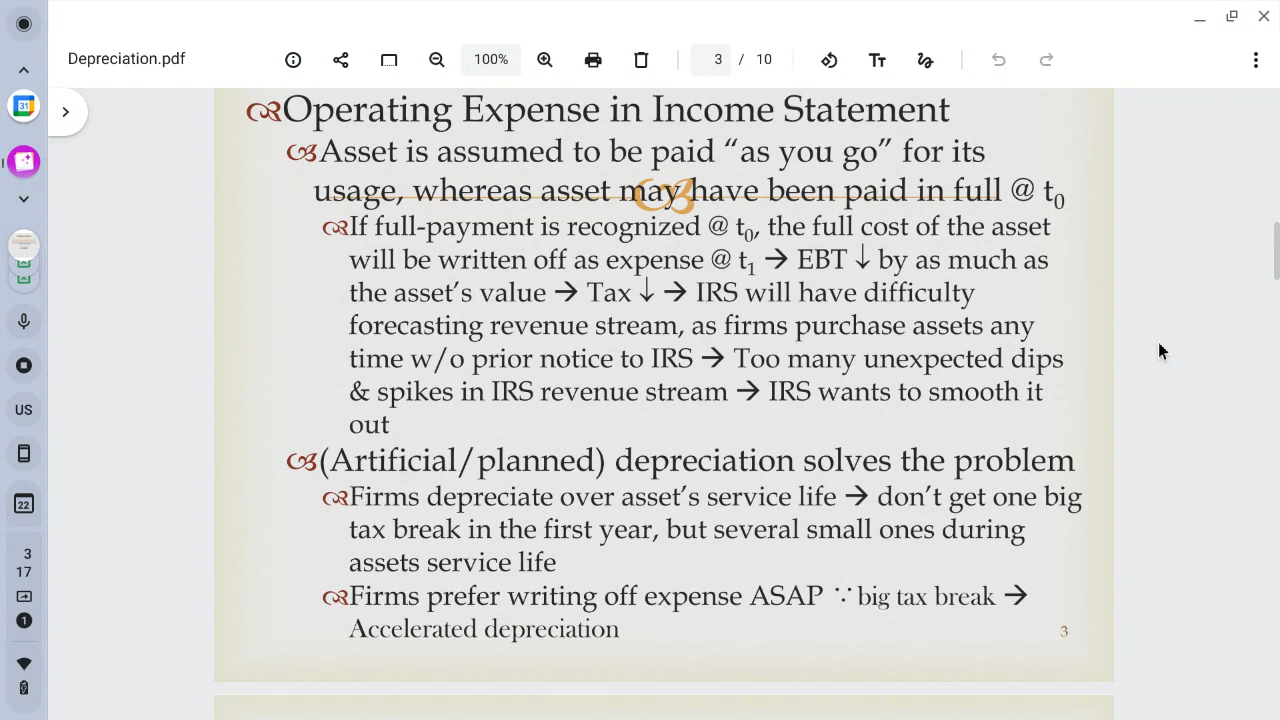 Depreciation.pdf
100%
3 / 10
31
Operating Expense in Income Statement
Asset is assumed to be paid “as you go” for its
usage, whereas asset may have been paid in full @ t0
If full-payment is recognized @ t0, the full cost of the asset
will be written off as expense @ t1 → EBT ↓ by as much as
the asset’s value → Tax ↓ → IRS will have difficulty
forecasting revenue stream, as firms purchase assets any
time w/o prior notice to IRS → Too many unexpected dips
& spikes in IRS revenue stream → IRS wants to smooth it
out
(Artificial/planned) depreciation solves the problem
Firms depreciate over asset’s service life → don’t get one big
tax break in the first year, but several small ones during
assets service life
Firms prefer writing off expense ASAP ∵ big tax break →
Accelerated depreciation
3
US
22
3
17
1